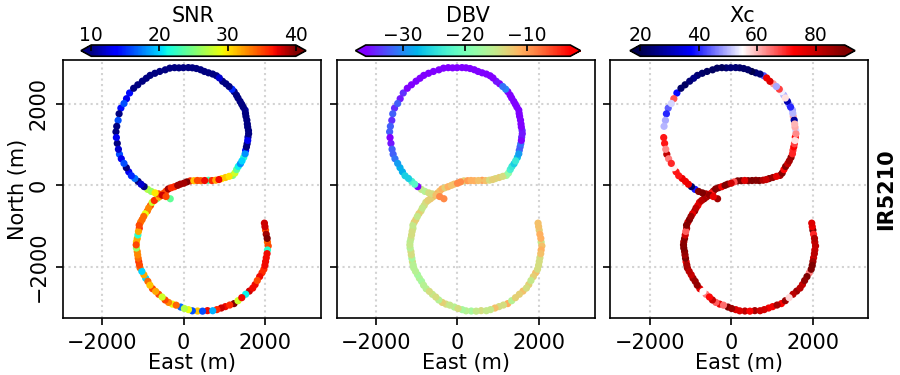 SNR DBV Xc
10 20 30 40 −30 −20 −10 20 40 60 80
2000
0
−2000
North (m)
IR5210
−2000 0 2000 −2000 0 2000 −2000 0 2000
East (m) East (m) East (m)